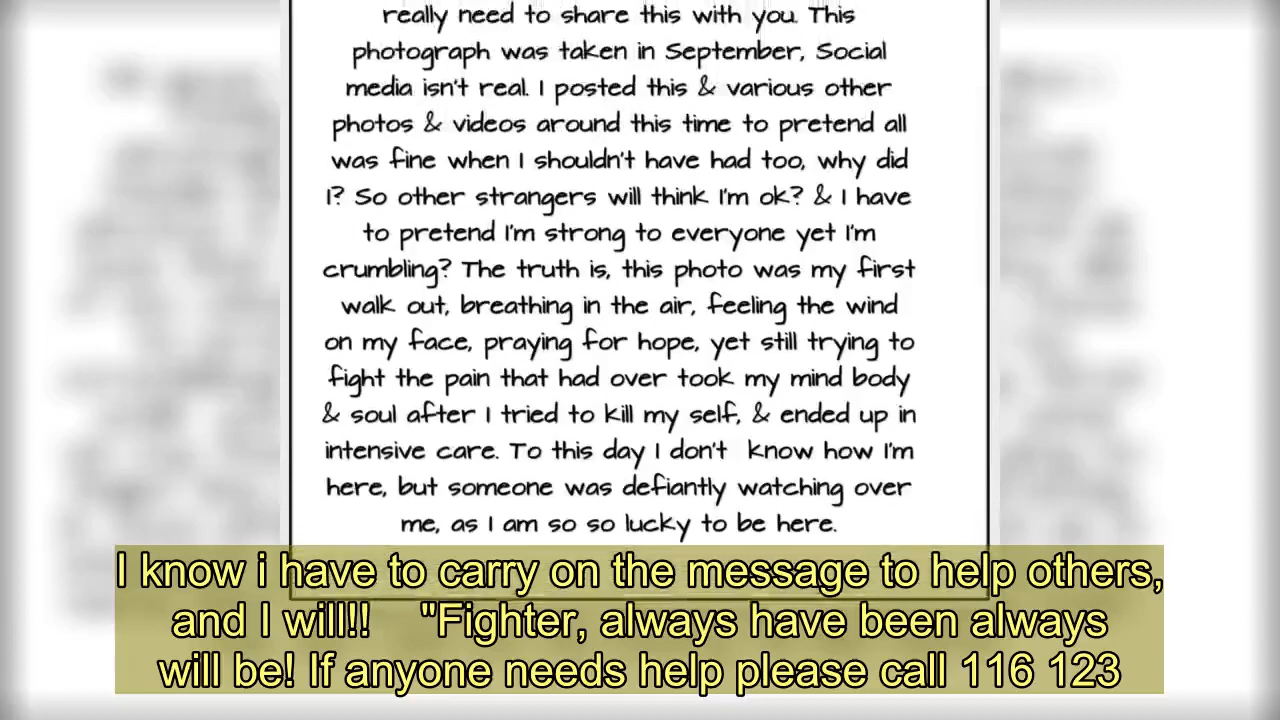 really need to share this with you. This
photograph was taken in September, Social
media isn't real. I posted this & various other
photos & videos around this time to pretend all
was fine when I shouldn't have had too, why did
I? So other strangers will think I'm ok? & I have
to pretend I'm strong to everyone yet I'm
crumbling? The truth is, this photo was my first
walk out, breathing in the air, feeling the wind
on my face, praying for hope, yet still trying to
fight the pain that had over took my mind body
& soul after I tried to kill my self, & ended up in
intensive care. To this day I don't know how I'm
here, but someone was defiantly watching over
me, as I am so so lucky to be here.
I know i have to carry on the message to help others,
and I will!! "Fighter, always have been always
will be! If anyone needs help please call 116 123